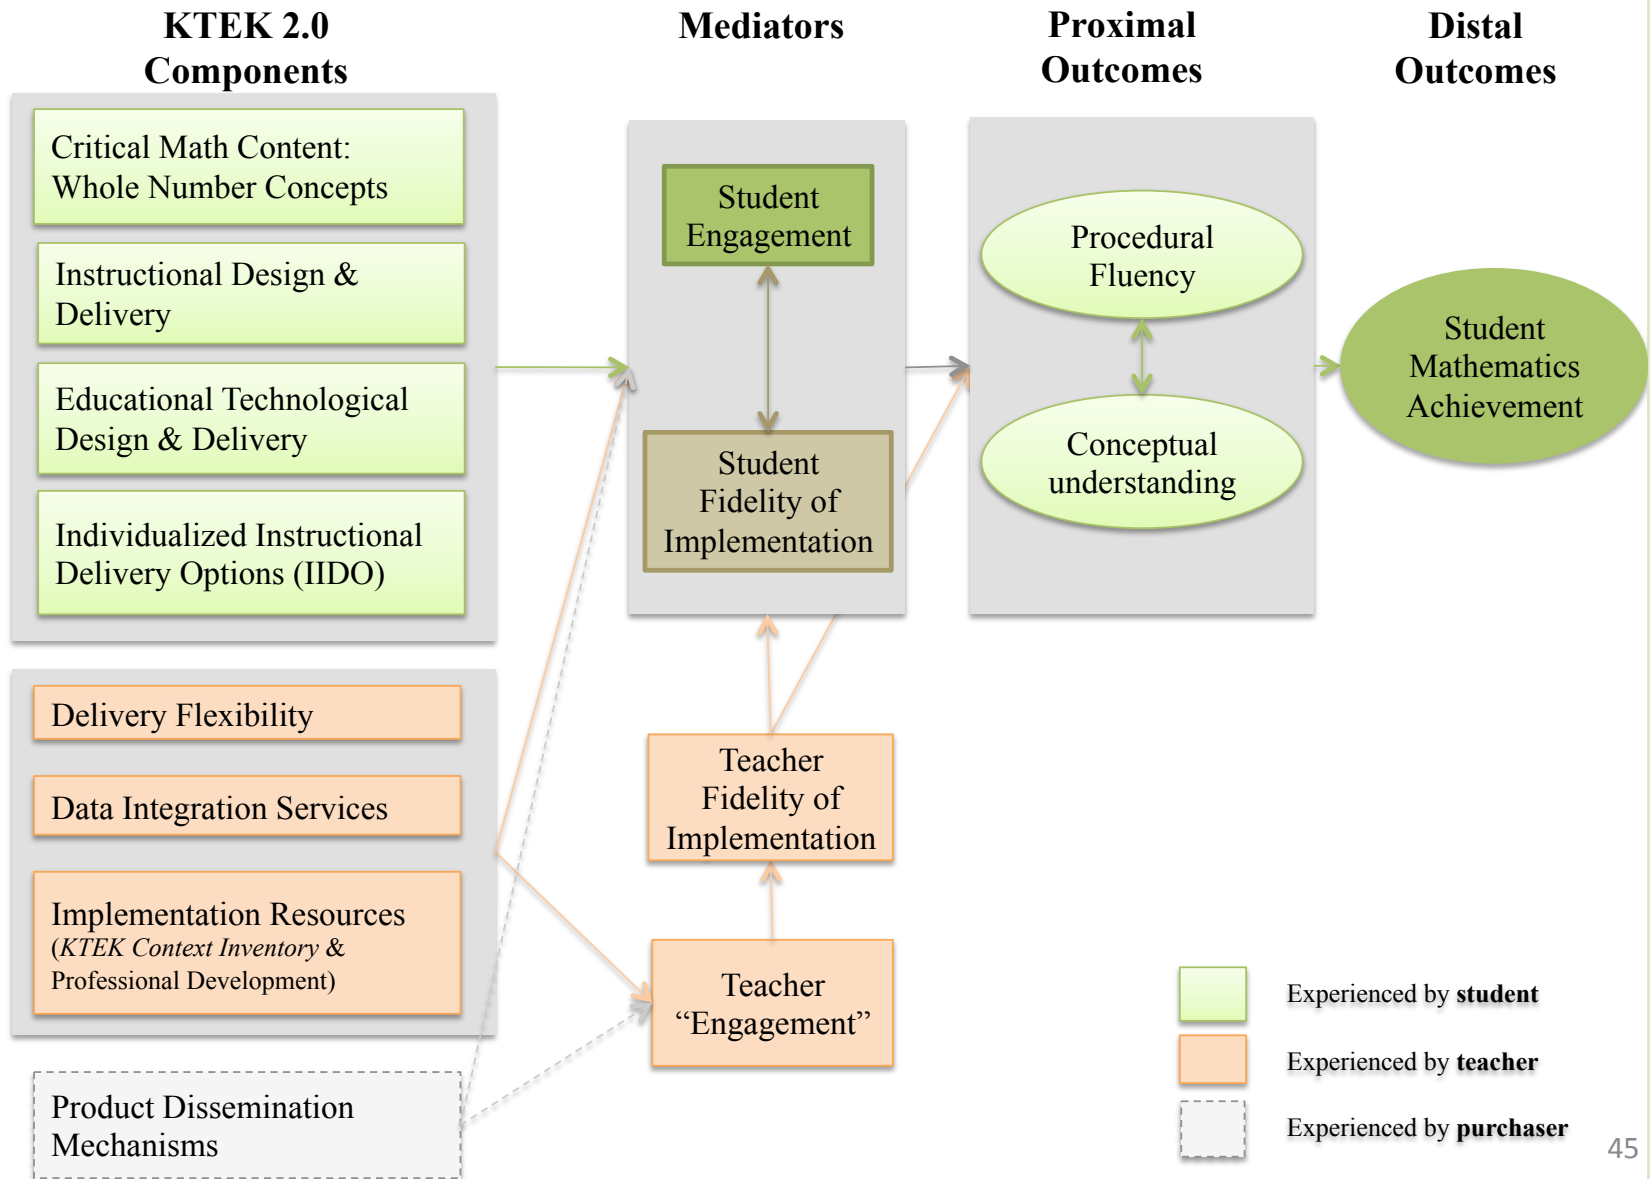 KTEK 2.0
Components
Mediators
Proximal
Outcomes
Distal
Outcomes
Critical Math Content:
Whole Number Concepts
Instructional Design &
Delivery
Educational Technological
Design & Delivery
Individualized Instructional
Delivery Options (IIDO)
Delivery Flexibility
Data Integration Services
Implementation Resources
(KTEK Context Inventory &
Professional Development)
Product Dissemination
Mechanisms
Student
Engagement
Student
Fidelity of
Implementation
Teacher
Fidelity of
Implementation
Teacher
“Engagement”
Procedural
Fluency
Conceptual
understanding
Student
Mathematics
Achievement
Experienced by student
Experienced by teacher
Experienced by purchaser
45